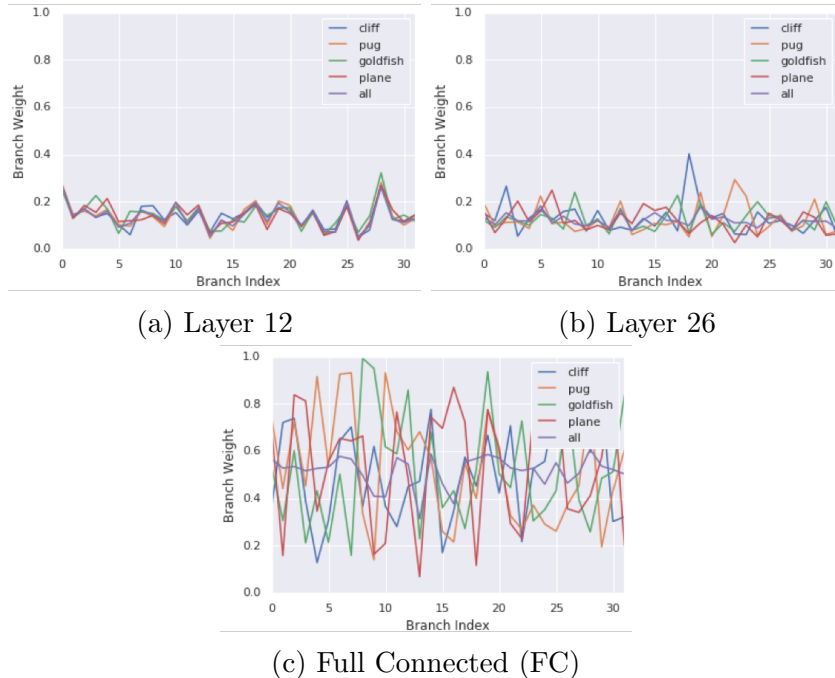 1.0
0.8
0.6
0.4
0.2
0.0
Branch Weight
cliff
pug
goldfish
plane
all
0 5 10 15 20 25 30
Branch Index
(a) Layer 12
1.0
0.8
0.6
0.4
0.2
0.0
Branch Weight
cliff
pug
goldfish
plane
all
0 5 10 15 20 25 30
Branch Index
(b) Layer 26
1.0
0.8
0.6
0.4
0.2
0.0
Branch Weight
cliff
pug
goldfish
plane
all
0 5 10 15 20 25 30
Branch Index
(c) Full Connected (FC)